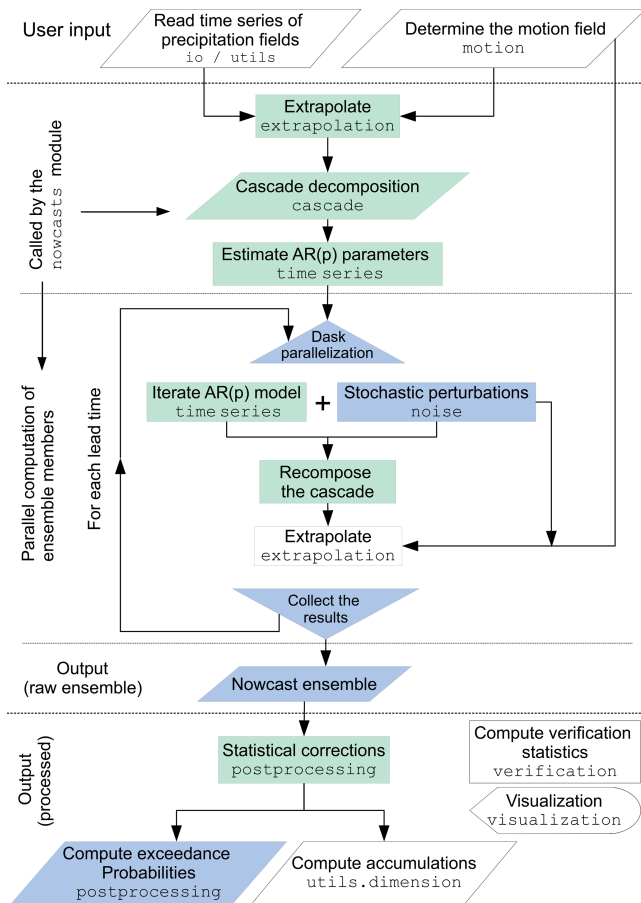 User input
Read time series of
precipitation fields
io / utils
Determine the motion field
motion
Extrapolate
extrapolation
Called by the
nowcasts module
Cascade decomposition
cascade
Estimate AR(p) parameters
time series
Dask
parallelization
Parallel computation of
ensemble members
For each lead time
Iterate AR(p) model
time series
+
Stochastic perturbations
noise
Recompose
the cascade
Extrapolate
extrapolation
Collect the
results
Output
(raw ensemble)
Nowcast ensemble
Output
(processed)
Statistical corrections
postprocessing
Compute verification
statistics
verification
Visualization
visualization
Compute exceedance
Probabilities
postprocessing
Compute accumulations
utils.dimension